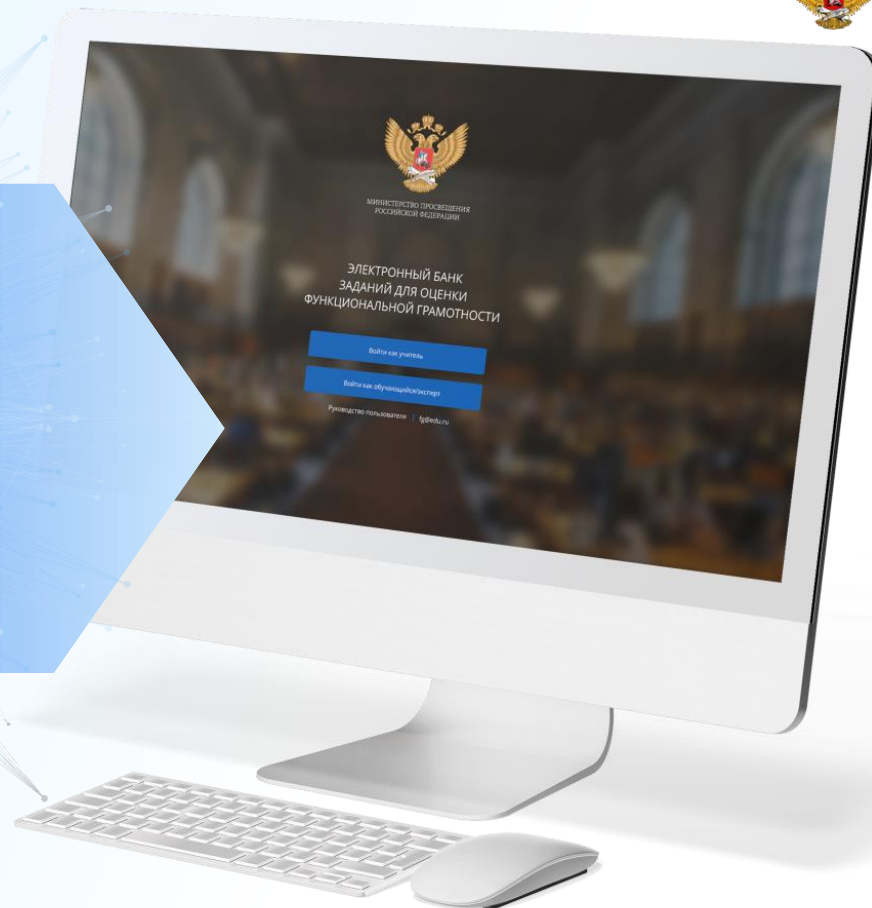 МИНИСТЕРСТВО ПРОСВЕЩЕНИЯ
РОССИЙСКОЙ ФЕДЕРАЦИИ
ЭЛЕКТРОННЫЙ БАНК
ЗАДАНИЙ ДЛЯ ОЦЕНКИ
ФУНКЦИОНАЛЬНОЙ ГРАМОТНОСТИ
Войти как учитель
Войти как обучающийся/эксперт
Руководство пользователя | fg@edu.ru